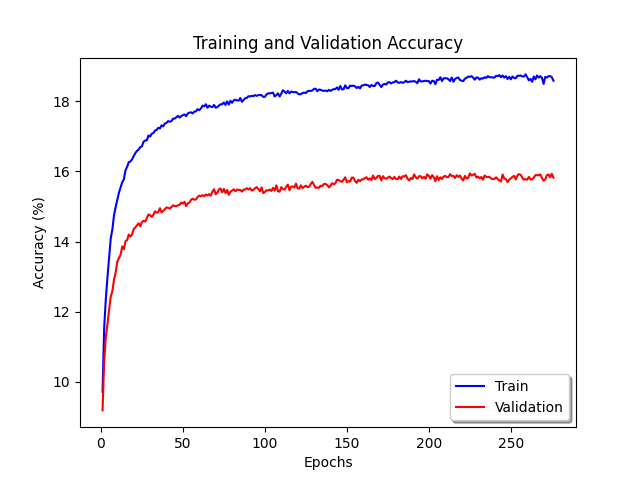 Training and Validation Accuracy
Accuracy (%)
18
16
14
12
10
Train
Validation
0 50 100 150 200 250
Epochs